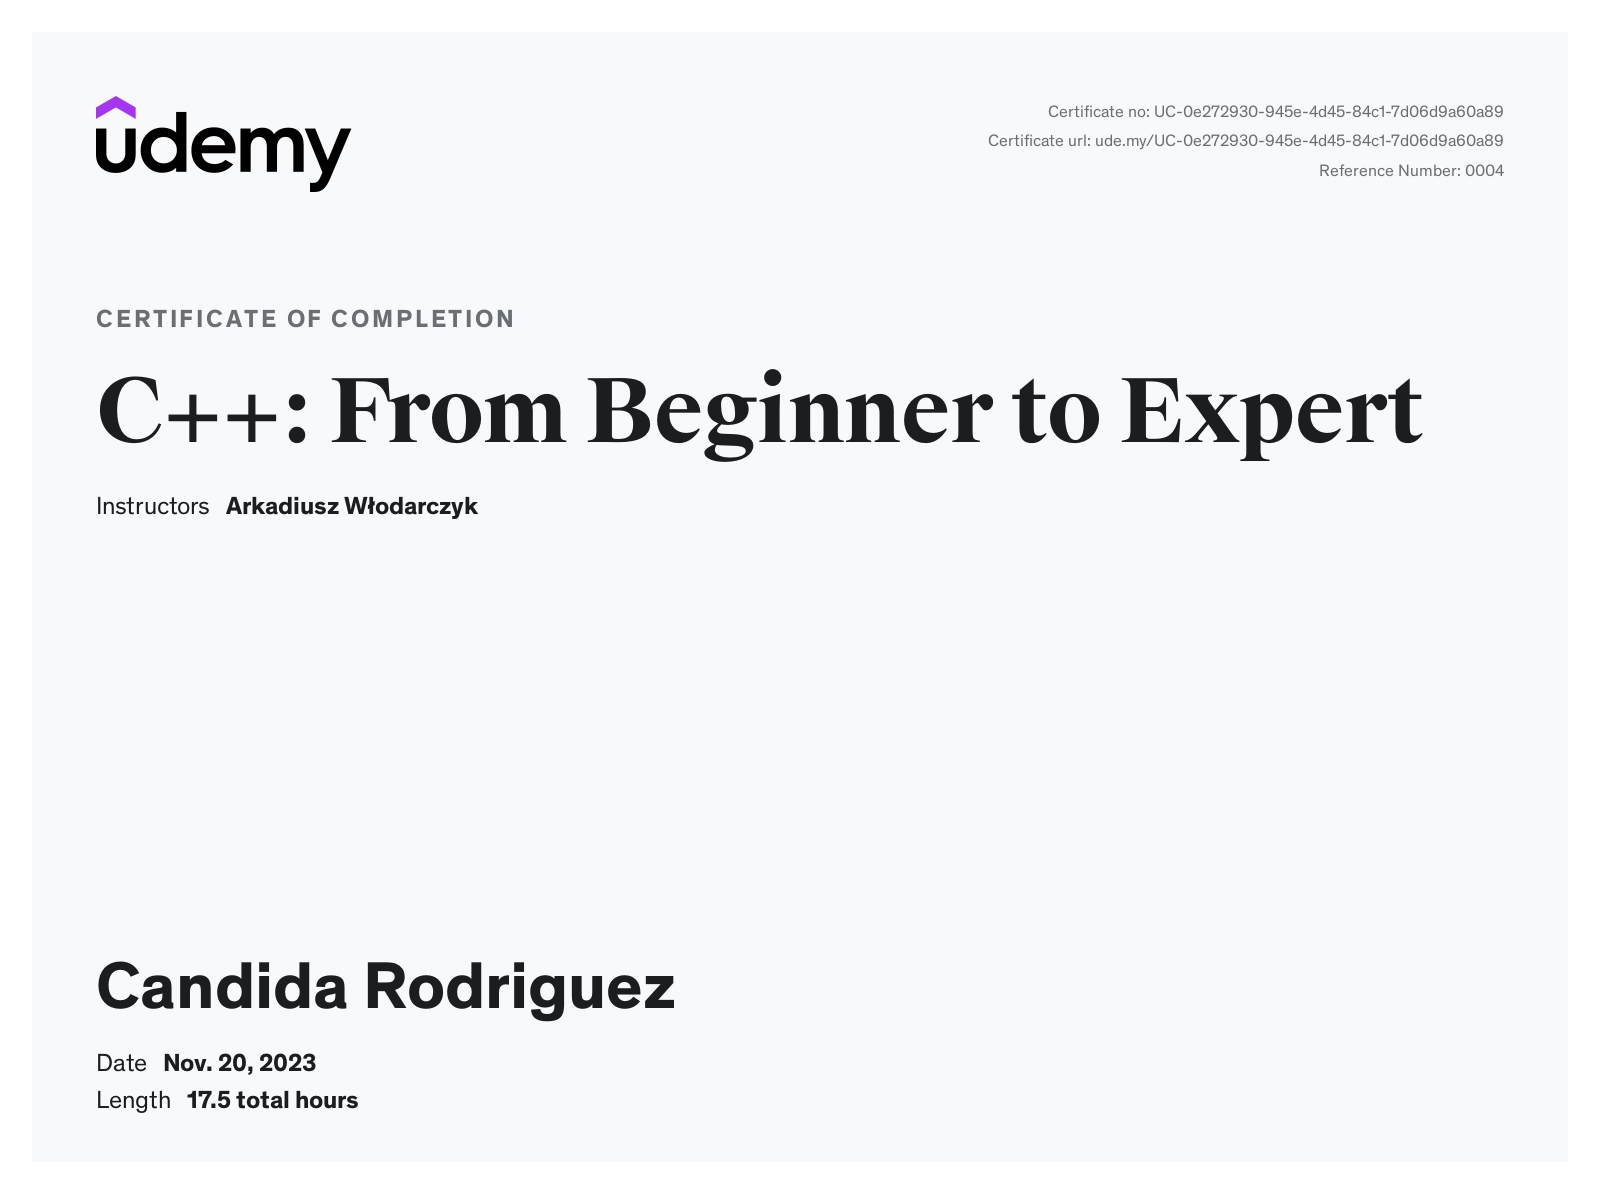 udemy
Certificate no: UC-0e272930-945e-4d45-84c1-7d06d9a60a89
Certificate url: ude.my/UC-0e272930-945e-4d45-84c1-7d06d9a60a89
Reference Number: 0004
CERTIFICATE OF COMPLETION
C++: From Beginner to Expert
Instructors Arkadiusz Włodarczyk
Candida Rodriguez
Date Nov. 20, 2023
Length 17.5 total hours